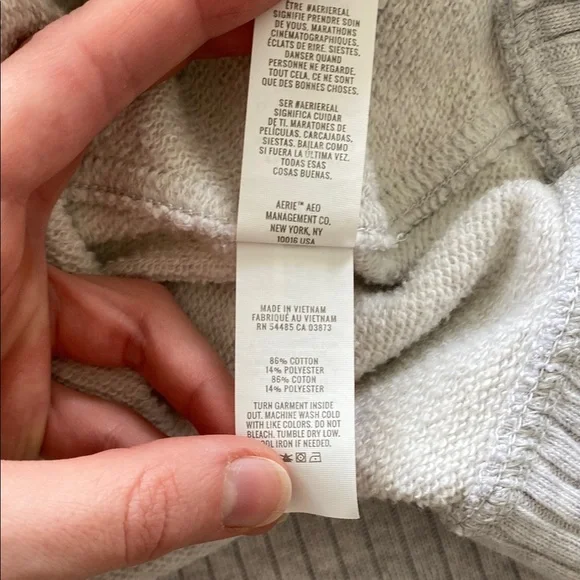 ÊTRE #AERIEREAL
SIGNIFIE PRENDRE SOIN
DE VOUS. MARATHONS
CINÉMATOGRAPHIQUES,
ÉCLATS DE RIRE, SIESTES,
DANSER QUAND
PERSONNE NE REGARDE.
TOUT CELA, CE NE SONT
QUE DES BONNES CHOSES.
SER #AERIEREAL
SIGNIFICA CUIDAR
DE TI. MARATONES DE
PELÍCULAS, CARCAJADAS,
SIESTAS, BAILAR COMO
SI FUERA LA ÚLTIMA VEZ.
TODAS ESAS
COSAS BUENAS.
AERIE™ AEO
MANAGEMENT CO.
NEW YORK, NY
10016 USA
MADE IN VIETNAM
FABRIQUÉ AU VIETNAM
RN 54485 CA 03873
86% COTTON
14% POLYESTER
86% COTON
14% POLYESTER
TURN GARMENT INSIDE
OUT. MACHINE WASH COLD
WITH LIKE COLORS. DO NOT
BLEACH. TUMBLE DRY LOW.
OOL IRON IF NEEDED.